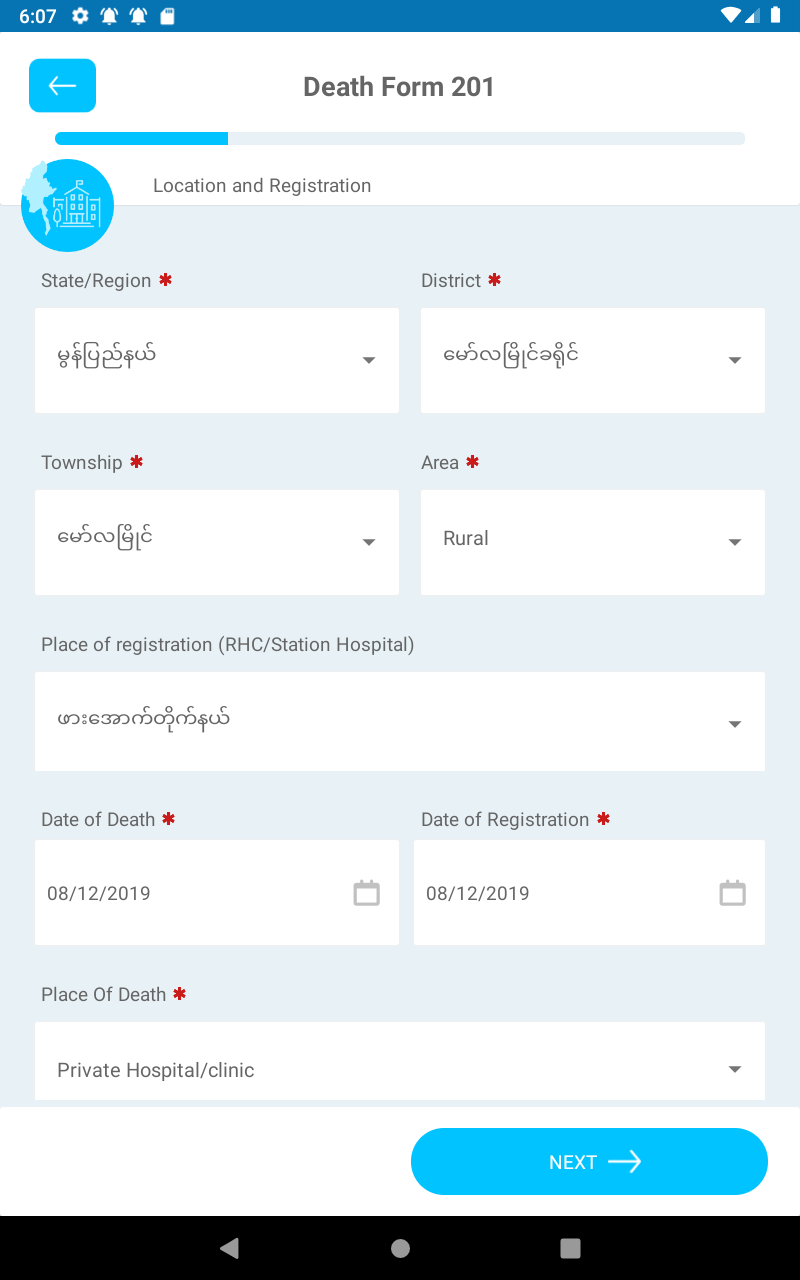 6:07
Death Form 201
Location and Registration
State/Region *
District *
မွန်ပြည်နယ်
မော်လမြိုင်ခရိုင်
Township *
Area *
မော်လမြိုင်
Rural
Place of registration (RHC/Station Hospital)
ဖားအောက်တိုက်နယ်
Date of Death *
Date of Registration *
08/12/2019
08/12/2019
Place Of Death *
Private Hospital/clinic
NEXT